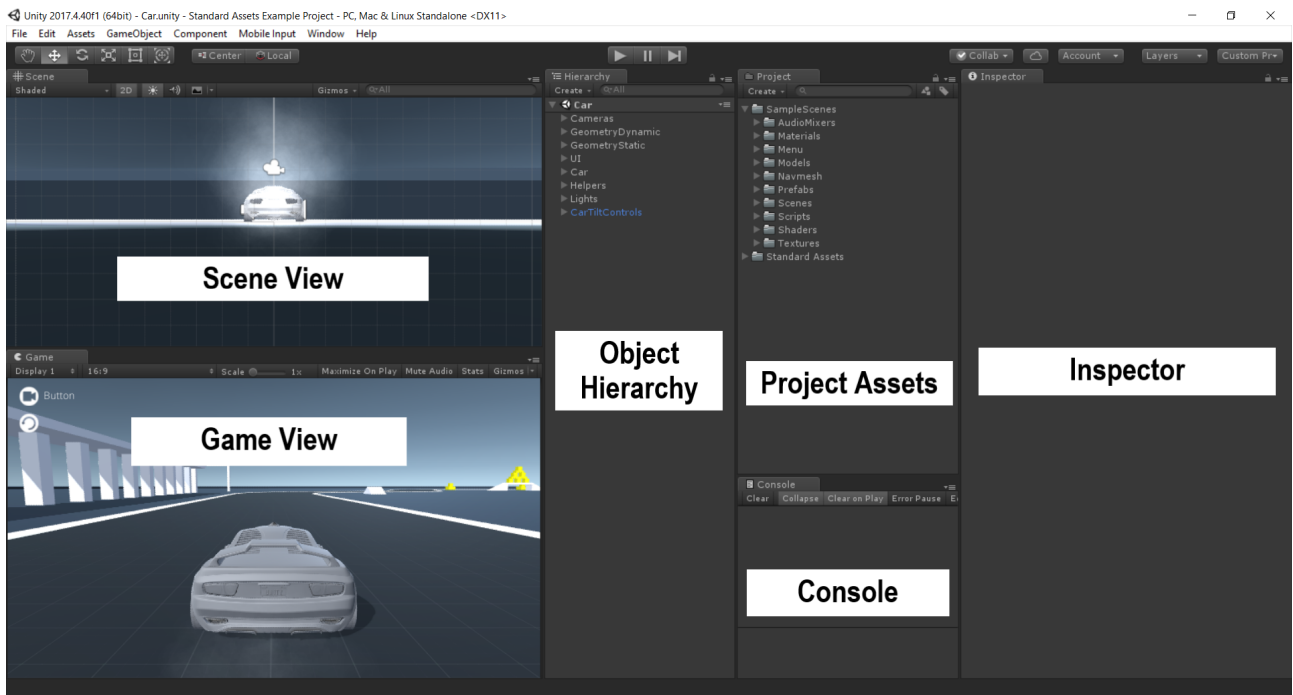 Unity 2017.4.40f1 (64bit) - Car.unity - Standard Assets Example Project - PC, Mac & Linux Standalone <DX11>
File Edit Assets GameObject Component Mobile Input Window Help
Center Local
Collab Account Layers Custom Pr
Scene
Shaded 2D Gizmos All
Scene View
Game
Display 1 16:9 Scale 1x Maximize On Play Mute Audio Stats Gizmos
Button
Game View
Hierarchy
Create All
Car
Cameras
GeometryDynamic
GeometryStatic
UI
Car
Helpers
Lights
CarTiltControls
Object
Hierarchy
Project
Create
SampleScenes
AudioMixers
Materials
Menu
Models
Navmesh
Prefabs
Scenes
Scripts
Shaders
Textures
Standard Assets
Project Assets
Console
Clear Collapse Clear on Play Error Pause
Console
Inspector
Inspector